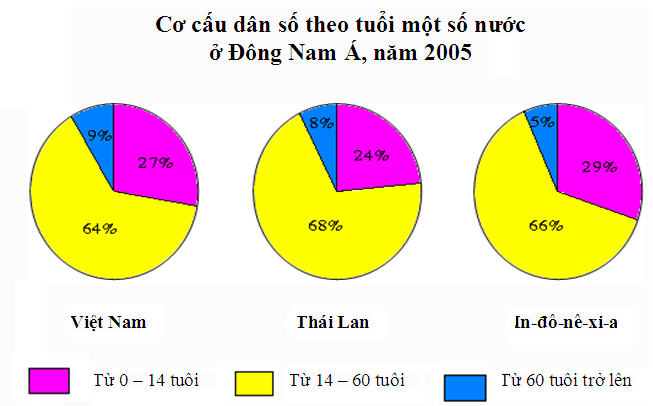 Cơ cấu dân số theo tuổi một số nước
ở Đông Nam Á, năm 2005
9%
27%
64%
8%
24%
68%
5%
29%
66%
Việt Nam
Thái Lan
In-đô-nê-xi-a
Từ 0 – 14 tuổi
Từ 14 – 60 tuổi
Từ 60 tuổi trở lên